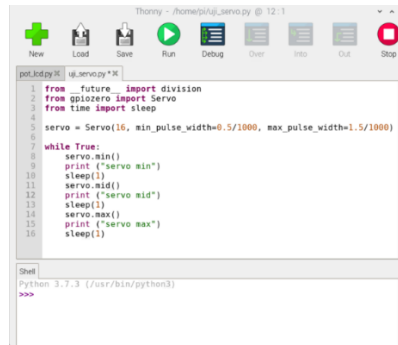 Thonny - /home/pi/uji_servo.py @ 12:1
New Load Save Run Debug Over Into Out Stop
pot_lcd.py uji_servo.py *
1 from __future__ import division
2 from gpiozero import Servo
3 from time import sleep
4
5 servo = Servo(16, min_pulse_width=0.5/1000, max_pulse_width=1.5/1000)
6
7 while True:
8 servo.min()
9 print ("servo min")
10 sleep(1)
11 servo.mid()
12 print ("servo mid")
13 sleep(1)
14 servo.max()
15 print ("servo max")
16 sleep(1)
Shell
Python 3.7.3 (/usr/bin/python3)
>>>